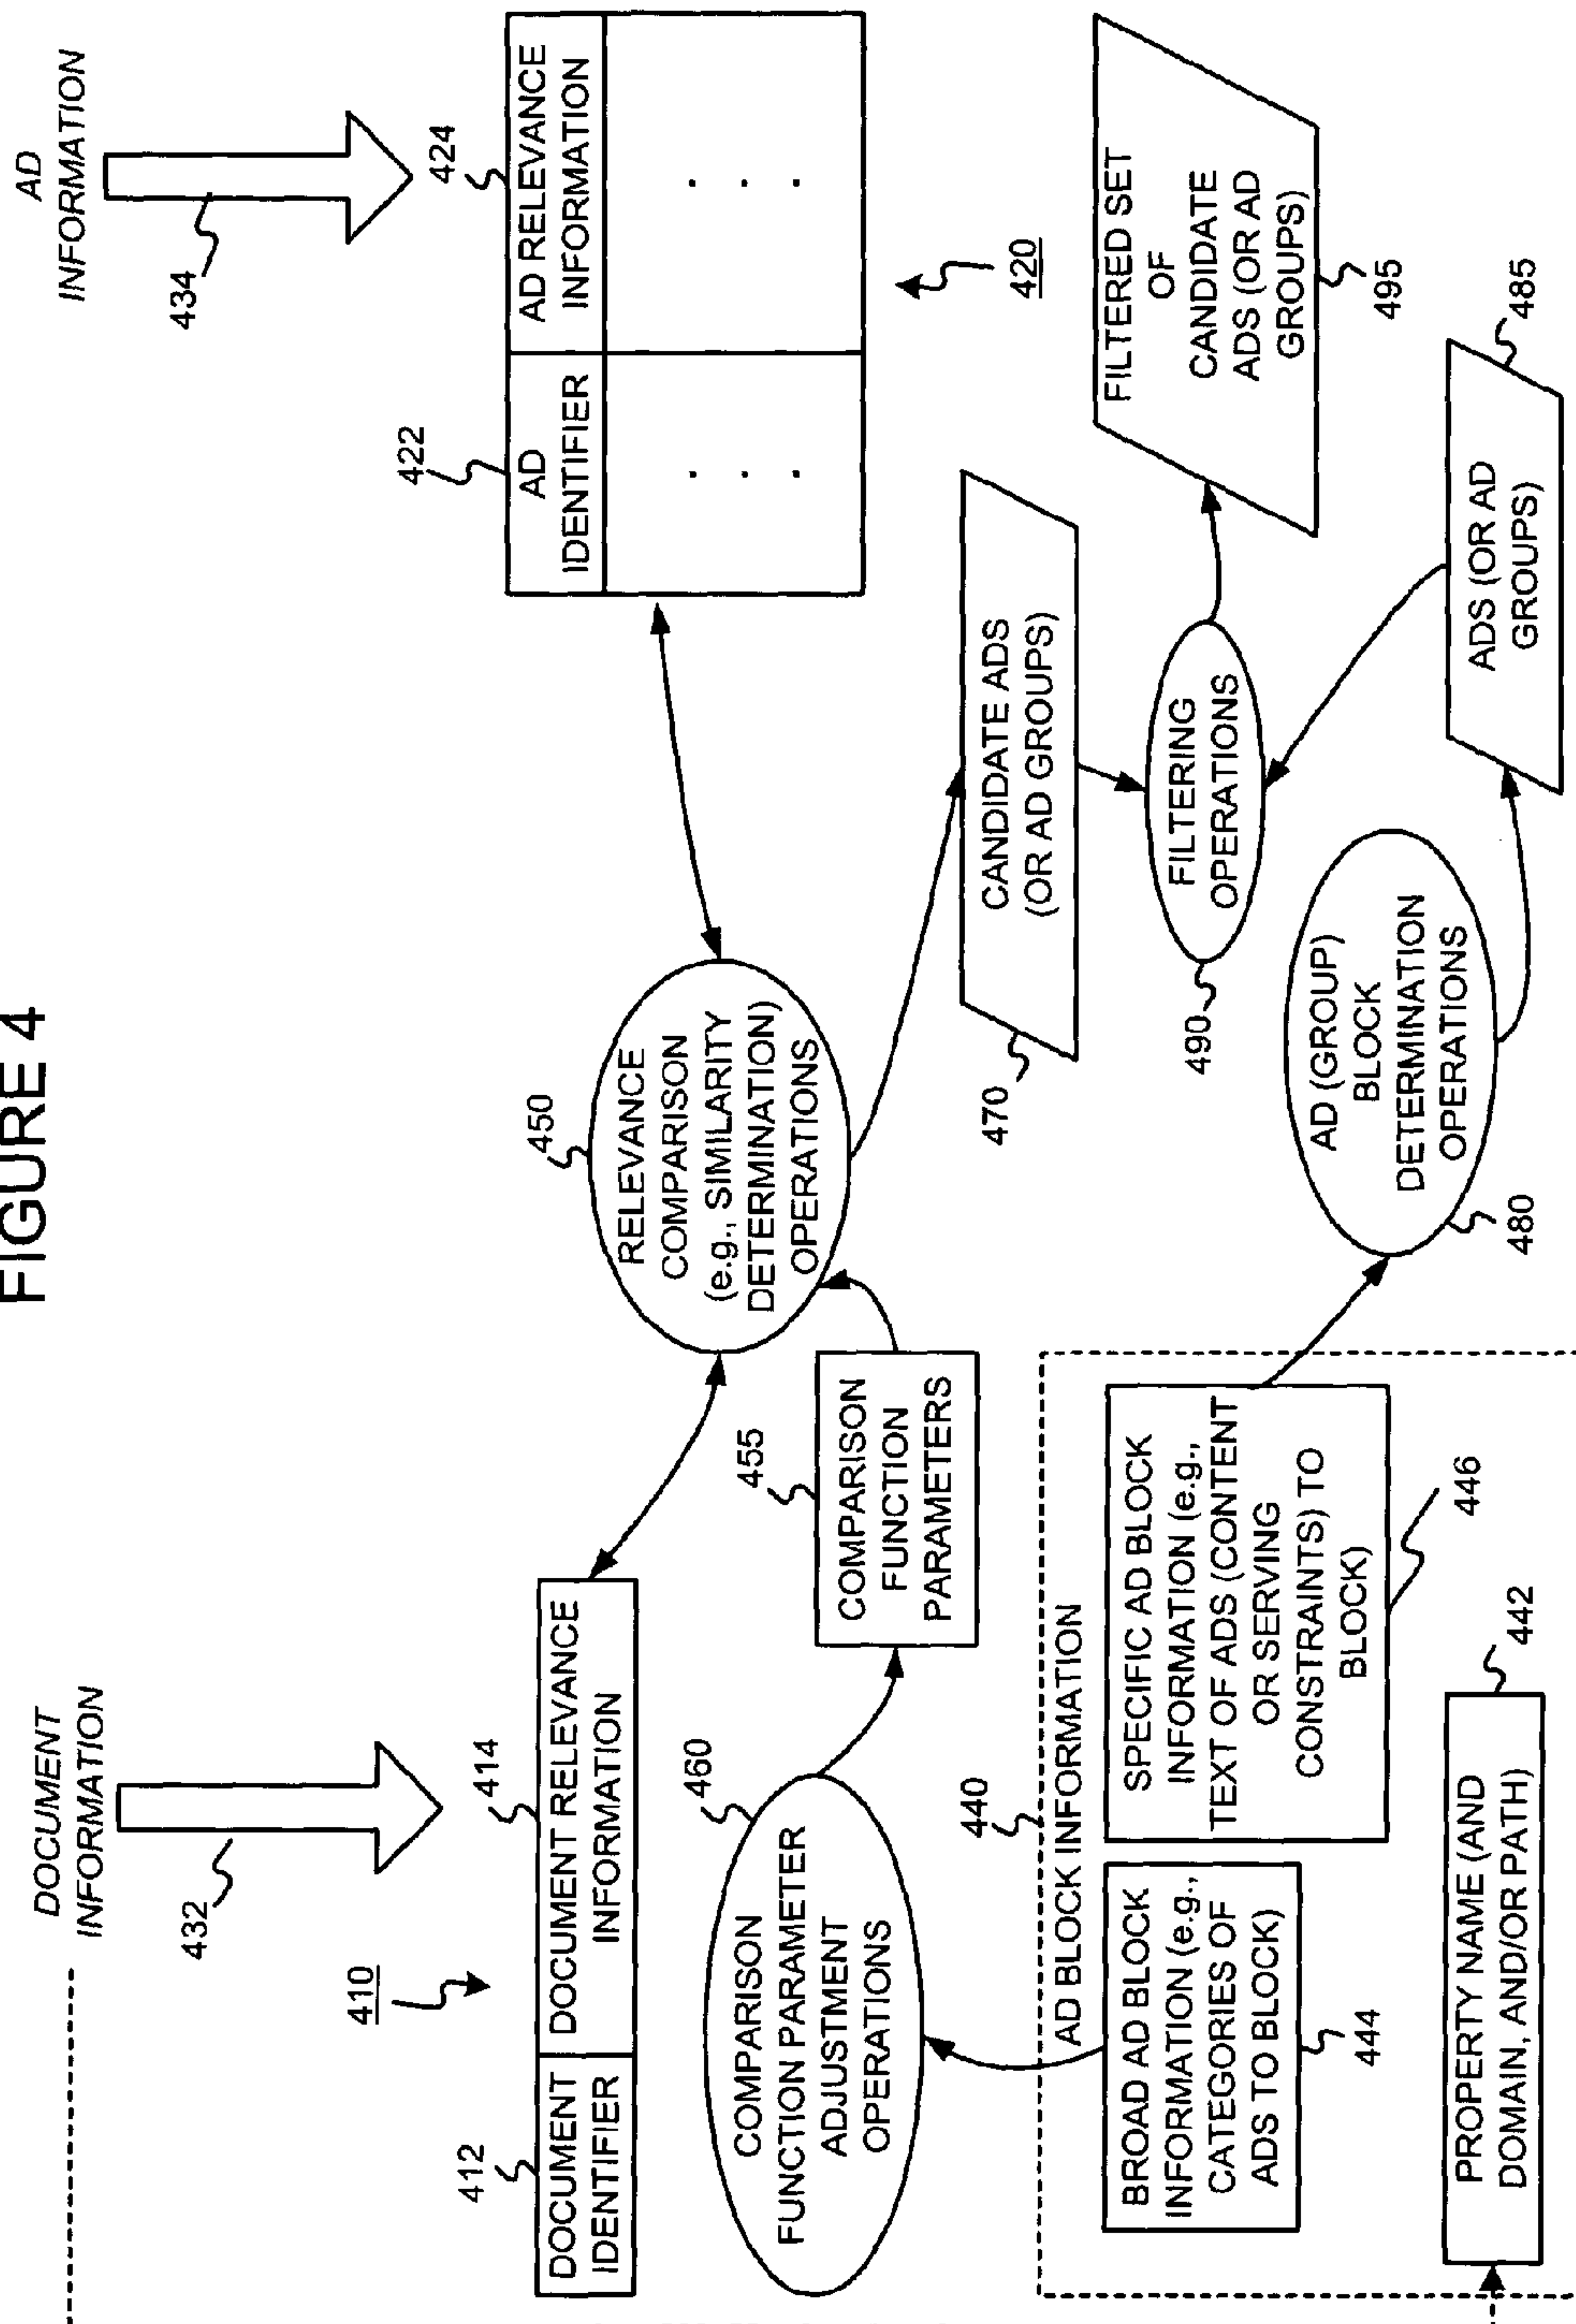 FIGURE 4
DOCUMENT
INFORMATION
432
AD
INFORMATION
434
410
412
414
DOCUMENT
IDENTIFIER
DOCUMENT RELEVANCE
INFORMATION
450
RELEVANCE
COMPARISON
(e.g., SIMILARITY
DETERMINATION)
OPERATIONS
422
424
AD
IDENTIFIER
AD RELEVANCE
INFORMATION
. . .
. . .
420
460
COMPARISON
FUNCTION PARAMETER
ADJUSTMENT
OPERATIONS
455
COMPARISON
FUNCTION
PARAMETERS
470
CANDIDATE ADS
(OR AD GROUPS)
440
AD BLOCK INFORMATION
BROAD AD BLOCK
INFORMATION (e.g.,
CATEGORIES OF
ADS TO BLOCK)
444
SPECIFIC AD BLOCK
INFORMATION (e.g.,
TEXT OF ADS (CONTENT
OR SERVING
CONSTRAINTS) TO
BLOCK)
446
PROPERTY NAME (AND
DOMAIN, AND/OR PATH)
442
490
FILTERING
OPERATIONS
FILTERED SET
OF
CANDIDATE
ADS (OR AD
GROUPS)
495
AD (GROUP)
BLOCK
DETERMINATION
OPERATIONS
480
ADS (OR AD
GROUPS)
485